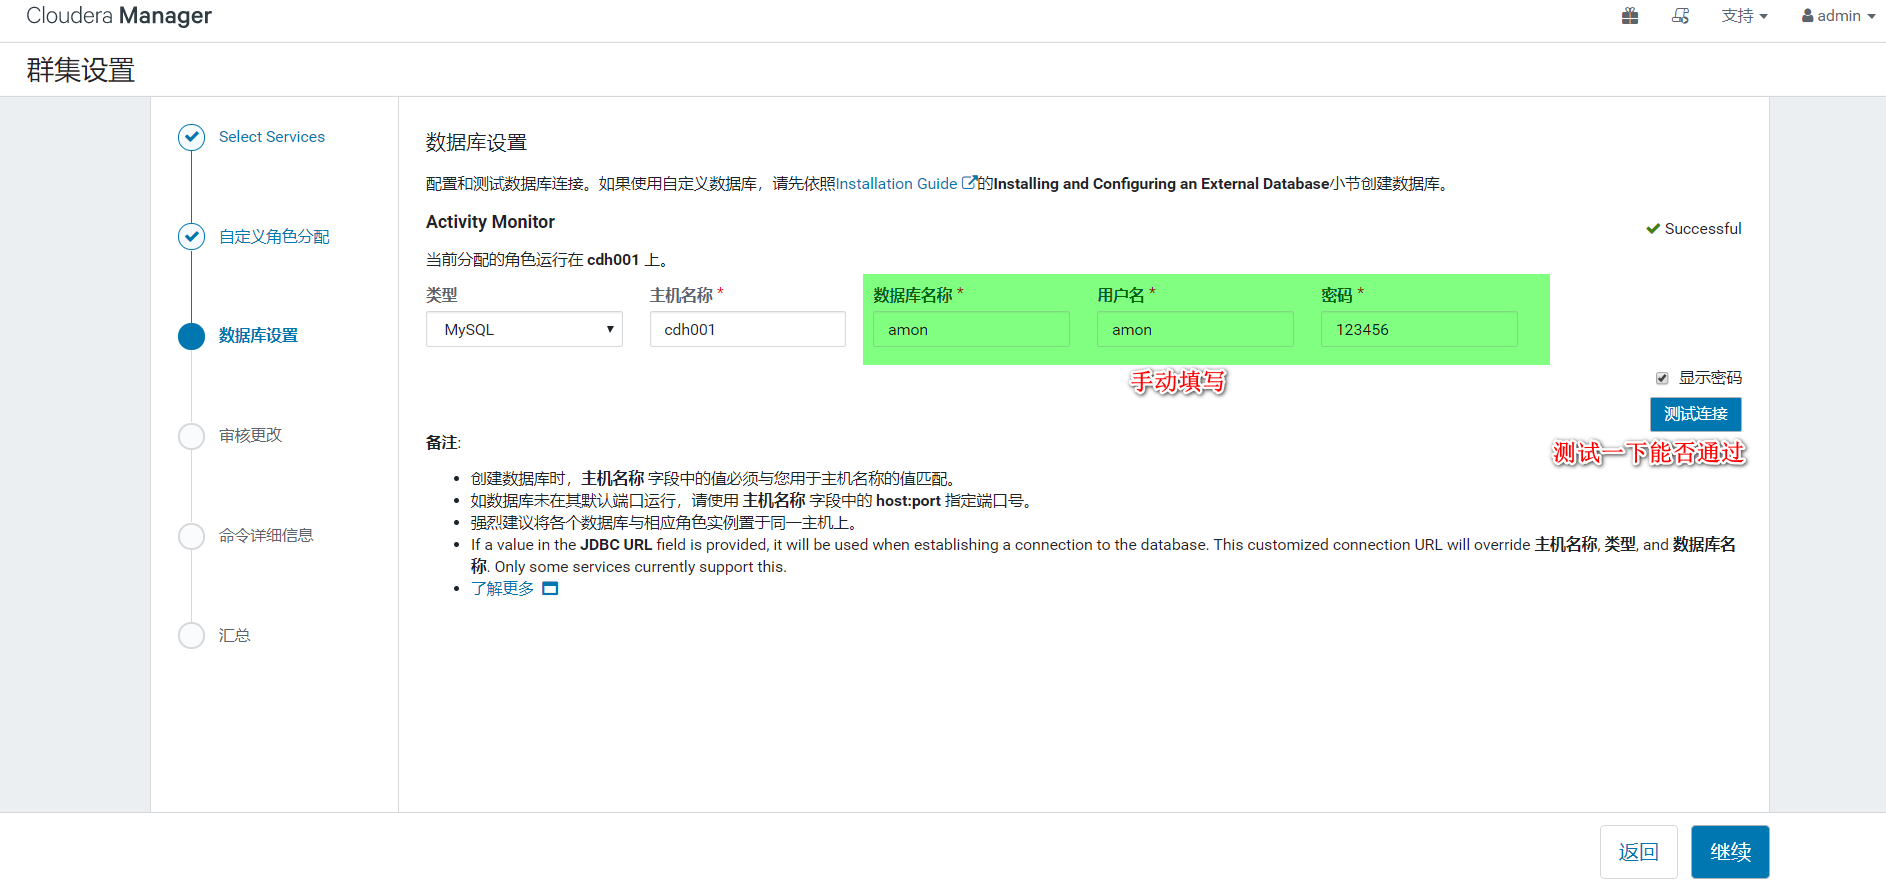 Cloudera Manager
支持
admin
群集设置
Select Services
自定义角色分配
数据库设置
审核更改
命令详细信息
汇总
数据库设置
配置和测试数据库连接。如果使用自定义数据库，请先依照Installation Guide的Installing and Configuring an External Database小节创建数据库。
Activity Monitor
Successful
当前分配的角色运行在 cdh001 上。
类型
主机名称 *
数据库名称 *
用户名 *
密码 *
MySQL
cdh001
amon
amon
123456
手动填写
显示密码
测试连接
测试一下能否通过
备注:
创建数据库时，主机名称 字段中的值必须与您用于主机名称的值匹配。
如数据库未在其默认端口运行，请使用 主机名称 字段中的 host:port 指定端口号。
强烈建议将各个数据库与相应角色实例置于同一主机上。
If a value in the JDBC URL field is provided, it will be used when establishing a connection to the database. This customized connection URL will override 主机名称, 类型, and 数据库名
称. Only some services currently support this.
了解更多
返回
继续